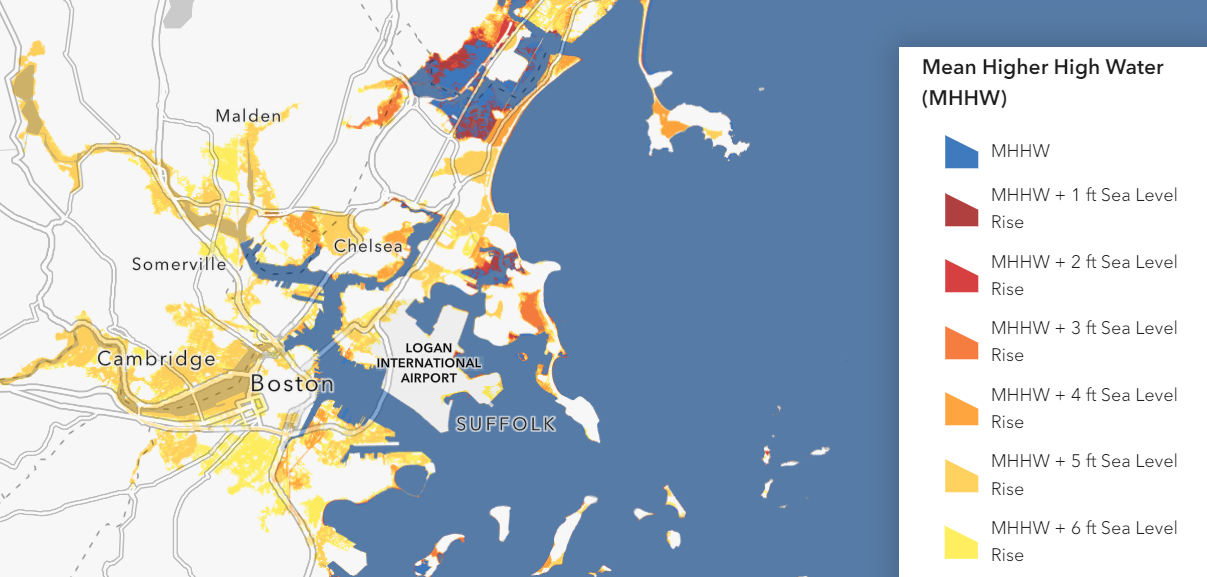 Malden
Chelsea
Somerville
LOGAN
INTERNATIONAL
AIRPORT
Cambridge
Boston
SUFFOLK
Mean Higher High Water
(MHHW)
MHHW
MHHW + 1 ft Sea Level
Rise
MHHW + 2 ft Sea Level
Rise
MHHW + 3 ft Sea Level
Rise
MHHW + 4 ft Sea Level
Rise
MHHW + 5 ft Sea Level
Rise
MHHW + 6 ft Sea Level
Rise